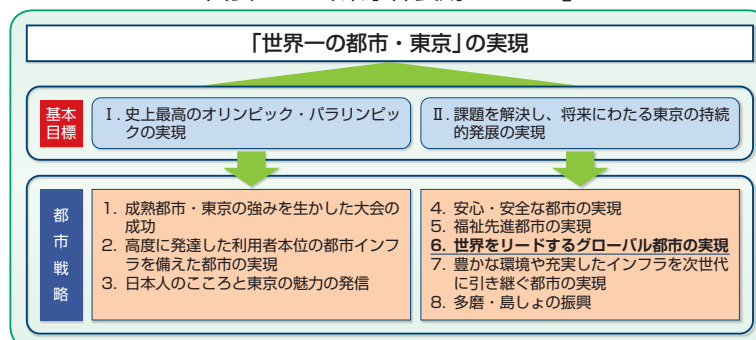 「世界一の都市・東京」の実現
基本
目標
Ⅰ. 史上最高のオリンピック・パラリンピッ
クの実現
Ⅱ. 課題を解決し、将来にわたる東京の持続
的発展の実現
都
市
戦
略
1. 成熟都市・東京の強みを生かした大会の
成功
2. 高度に発達した利用者本位の都市インフ
ラを備えた都市の実現
3. 日本人のこころと東京の魅力の発信
4. 安心・安全な都市の実現
5. 福祉先進都市の実現
6. 世界をリードするグローバル都市の実現
7. 豊かな環境や充実したインフラを次世代
に引き継ぐ都市の実現
8. 多磨・島しょの振興